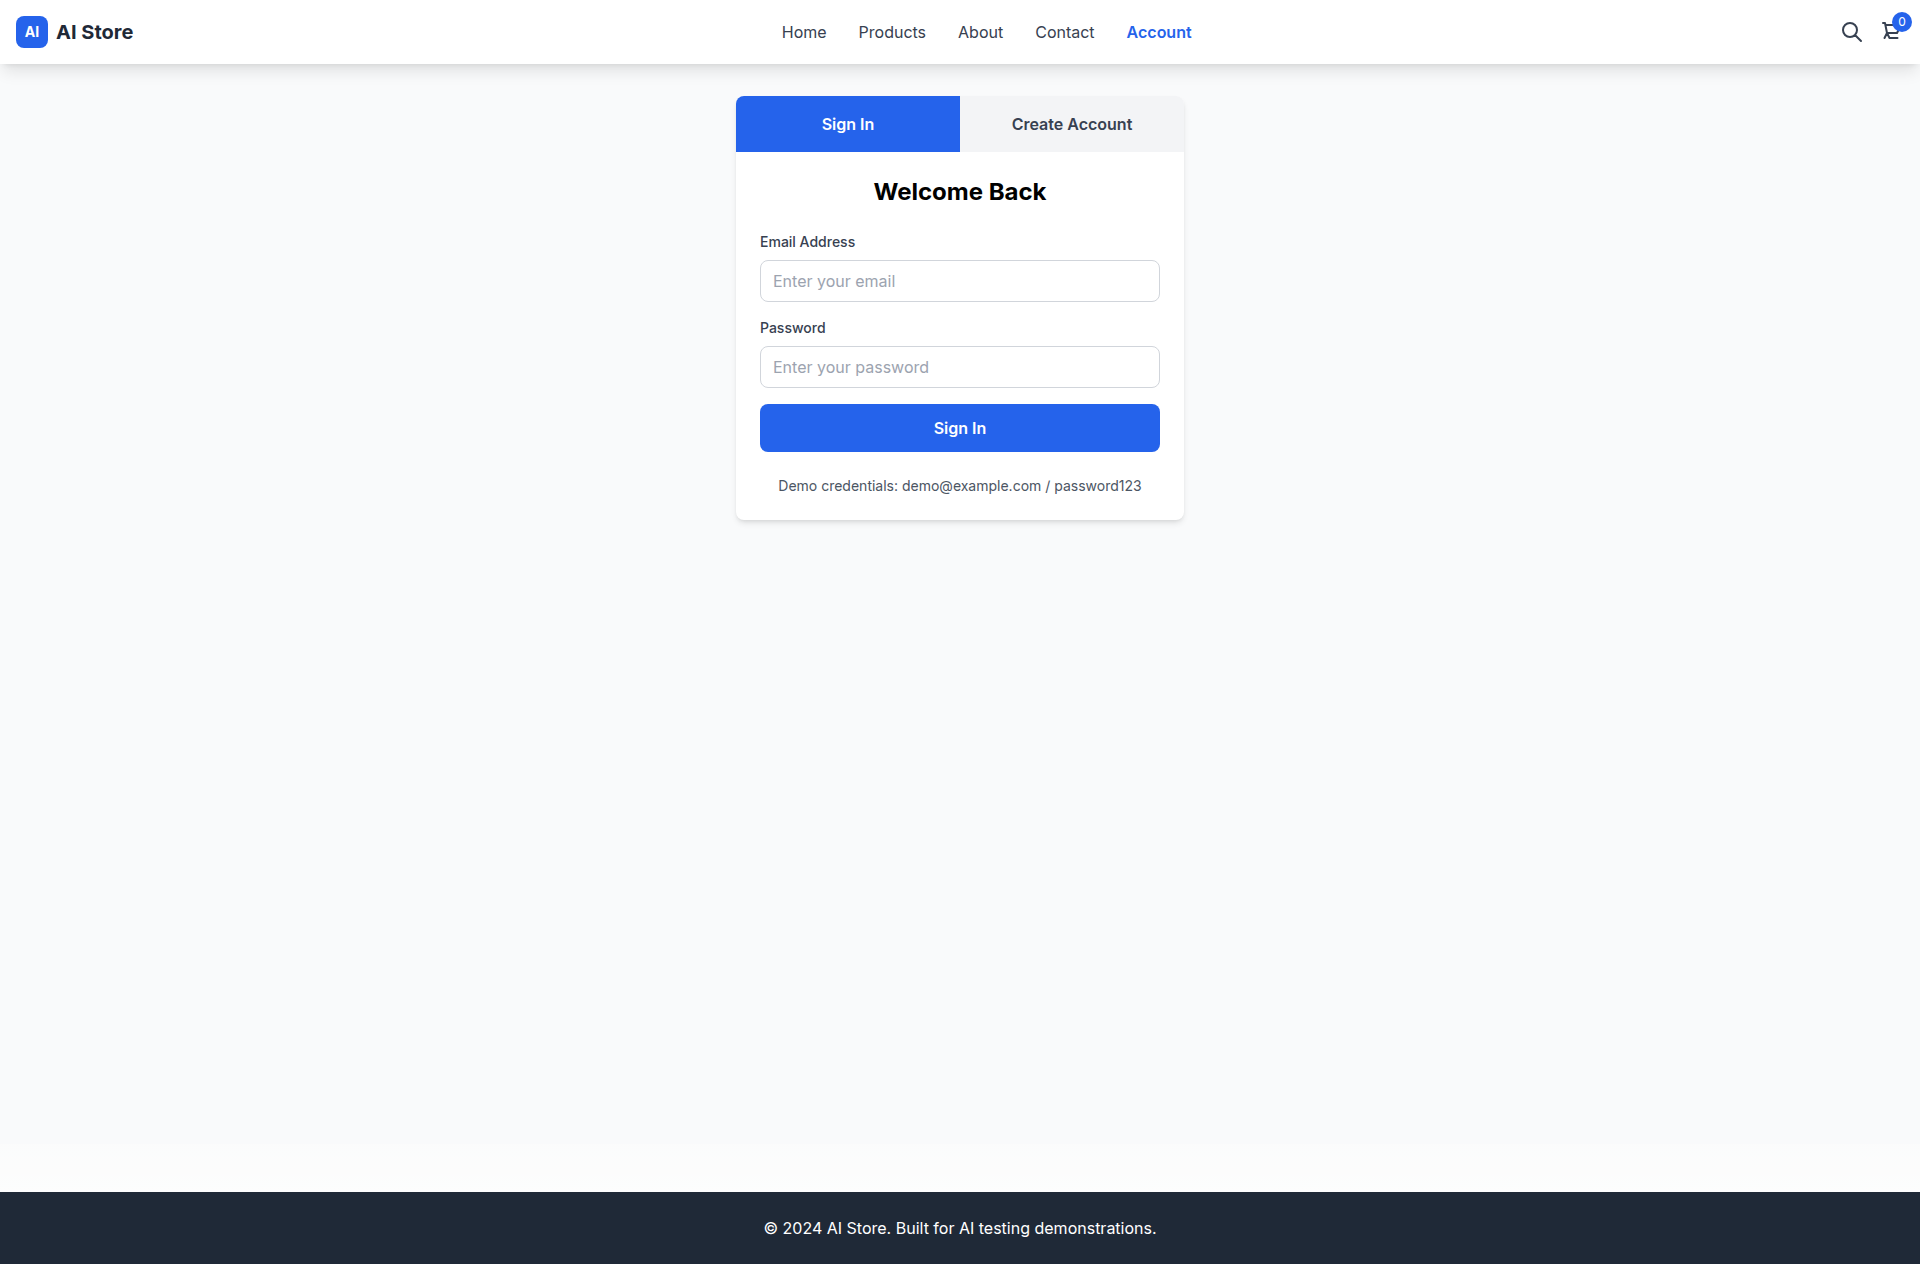 AI AI Store Home Products About Contact Account 0
Sign In Create Account
Welcome Back
Email Address
Enter your email
Password
Enter your password
Sign In
Demo credentials: demo@example.com / password123
© 2024 AI Store. Built for AI testing demonstrations.